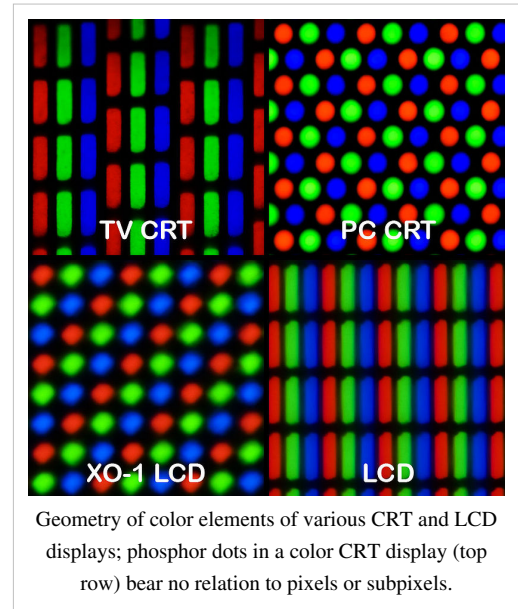 TV CRT
PC CRT
XO-1 LCD
LCD
Geometry of color elements of various CRT and LCD
displays; phosphor dots in a color CRT display (top
row) bear no relation to pixels or subpixels.